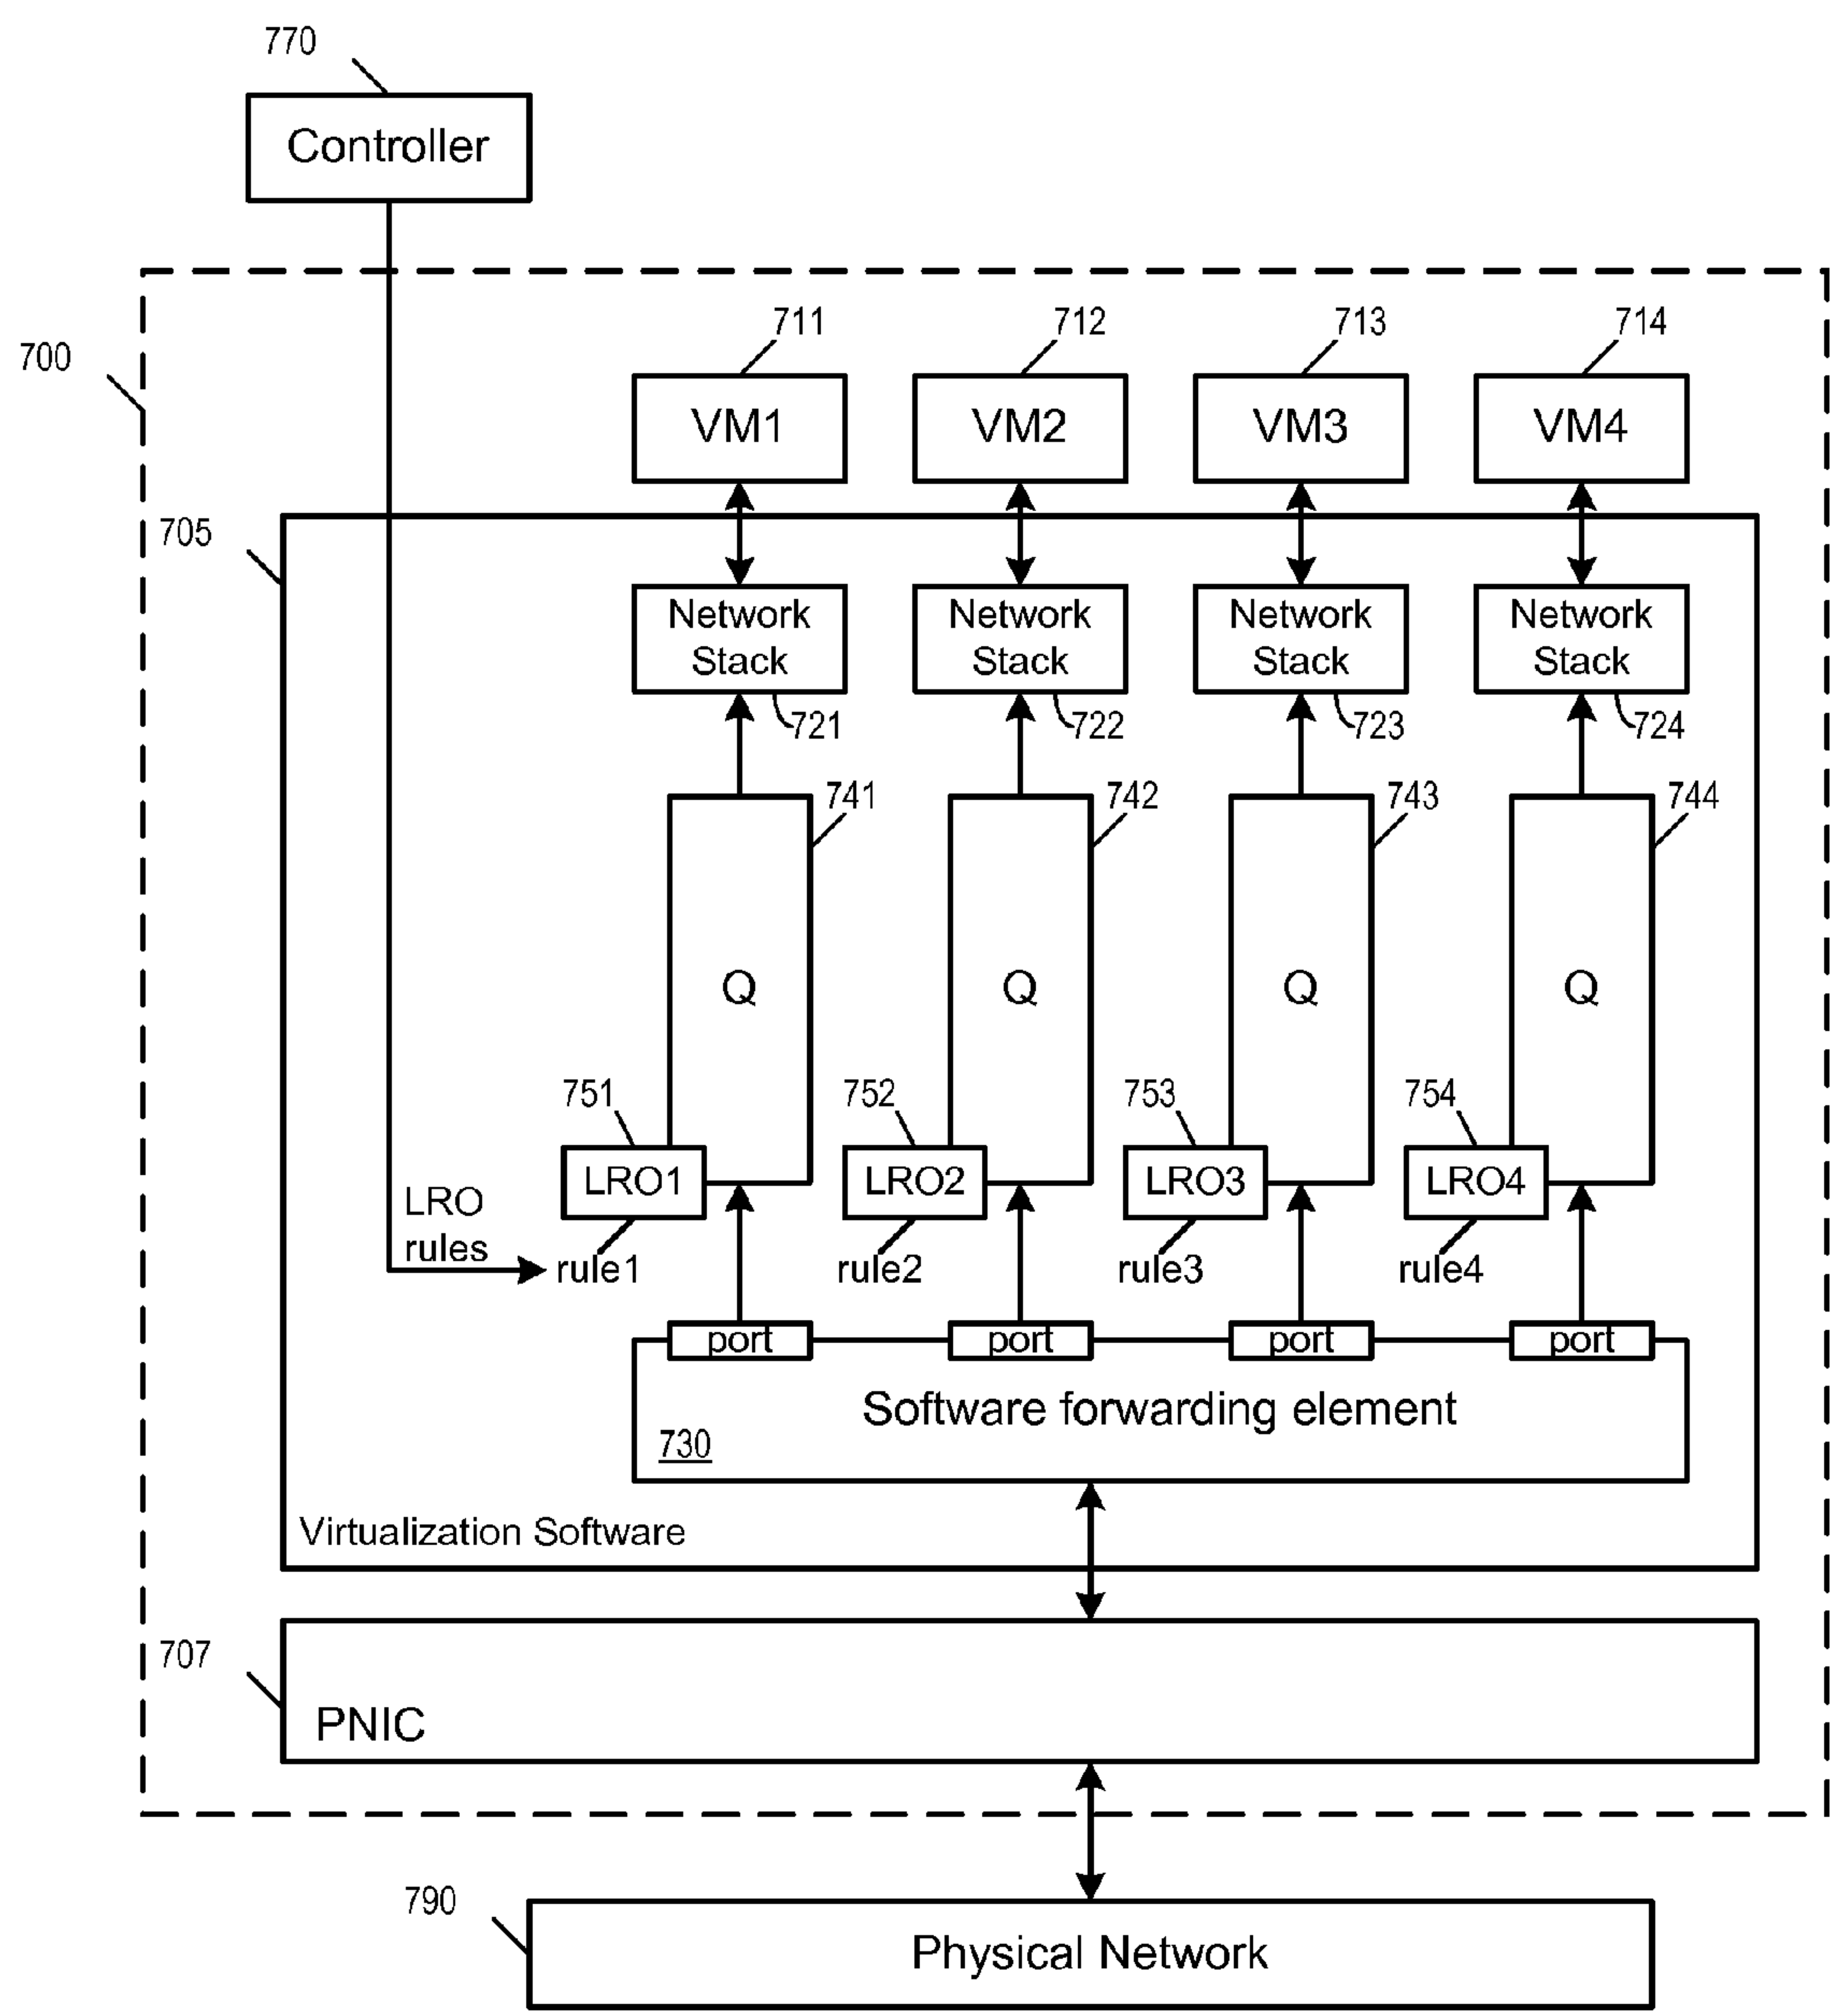 770
Controller
700
711
712
713
714
VM1
VM2
VM3
VM4
705
Network
Stack
Network
Stack
Network
Stack
Network
Stack
721
722
723
724
741
742
743
744
Q
Q
Q
Q
751
752
753
754
LRO1
LRO2
LRO3
LRO4
LRO
rules
rule1
rule2
rule3
rule4
port
port
port
port
Software forwarding element
730
Virtualization Software
707
PNIC
790
Physical Network